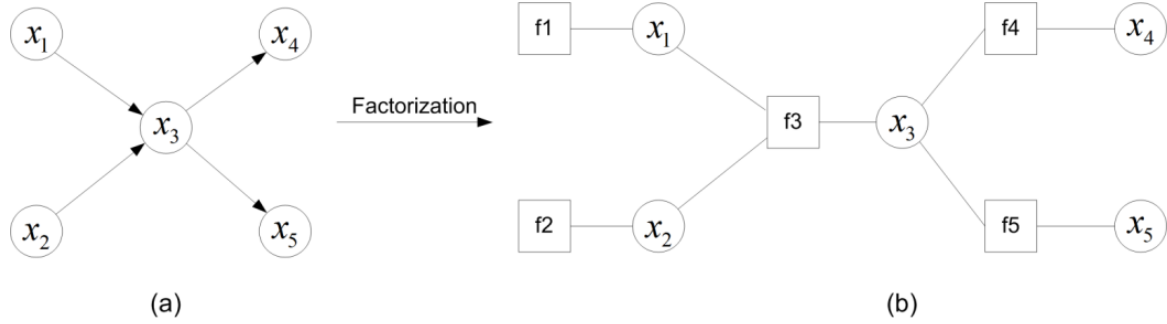 x₁ x₄ f1 x₁ f4 x₄
Factorization
x₃ f3 x₃
x₂ x₅ f2 x₂ f5 x₅
(a) (b)